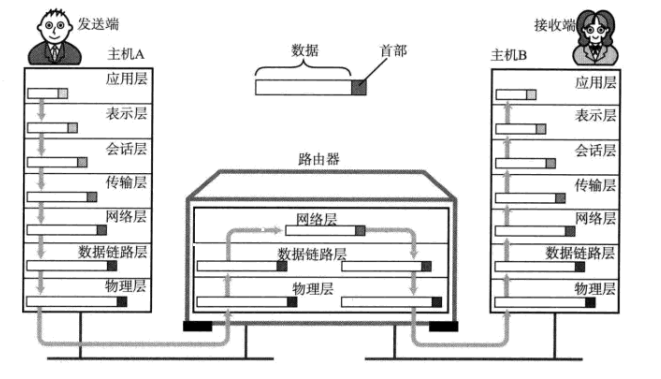 发送端
接收端
主机A
数据
首部
主机B
应用层
表示层
会话层
传输层
网络层
数据链路层
物理层
路由器
网络层
数据链路层
物理层
应用层
表示层
会话层
传输层
网络层
数据链路层
物理层